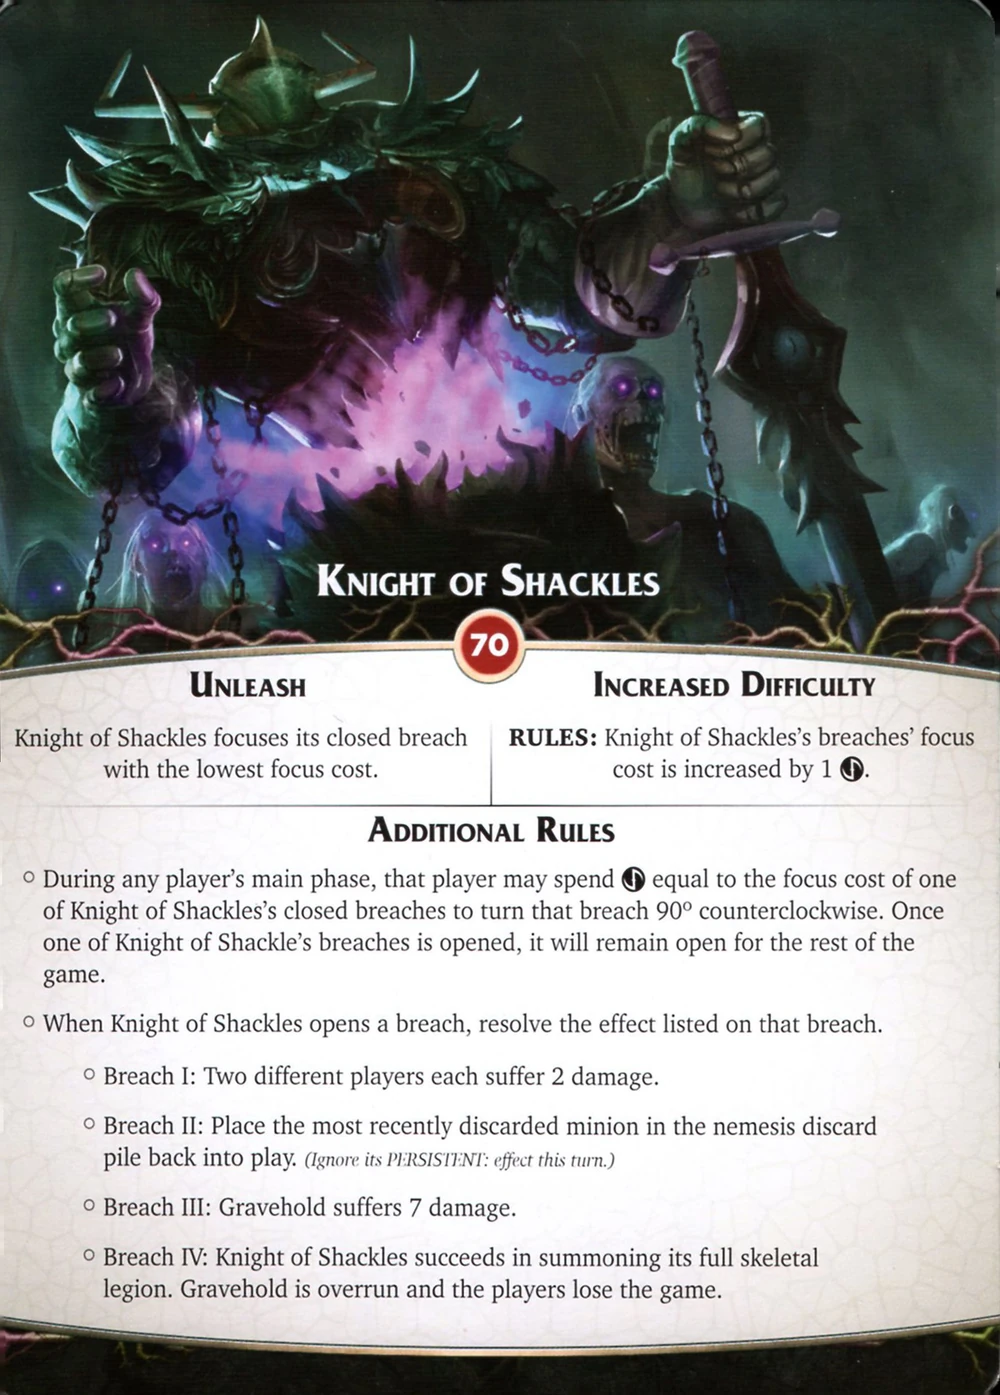 Knight of Shackles
70
Unleash
Knight of Shackles focuses its closed breach
with the lowest focus cost.
Increased Difficulty
RULES: Knight of Shackles's breaches' focus
cost is increased by 1 .
Additional Rules
During any player's main phase, that player may spend equal to the focus cost of one
of Knight of Shackles's closed breaches to turn that breach 90º counterclockwise. Once
one of Knight of Shackle's breaches is opened, it will remain open for the rest of the
game.
When Knight of Shackles opens a breach, resolve the effect listed on that breach.
Breach I: Two different players each suffer 2 damage.
Breach II: Place the most recently discarded minion in the nemesis discard
pile back into play. (Ignore its PERSISTENT: effect this turn.)
Breach III: Gravehold suffers 7 damage.
Breach IV: Knight of Shackles succeeds in summoning its full skeletal
legion. Gravehold is overrun and the players lose the game.